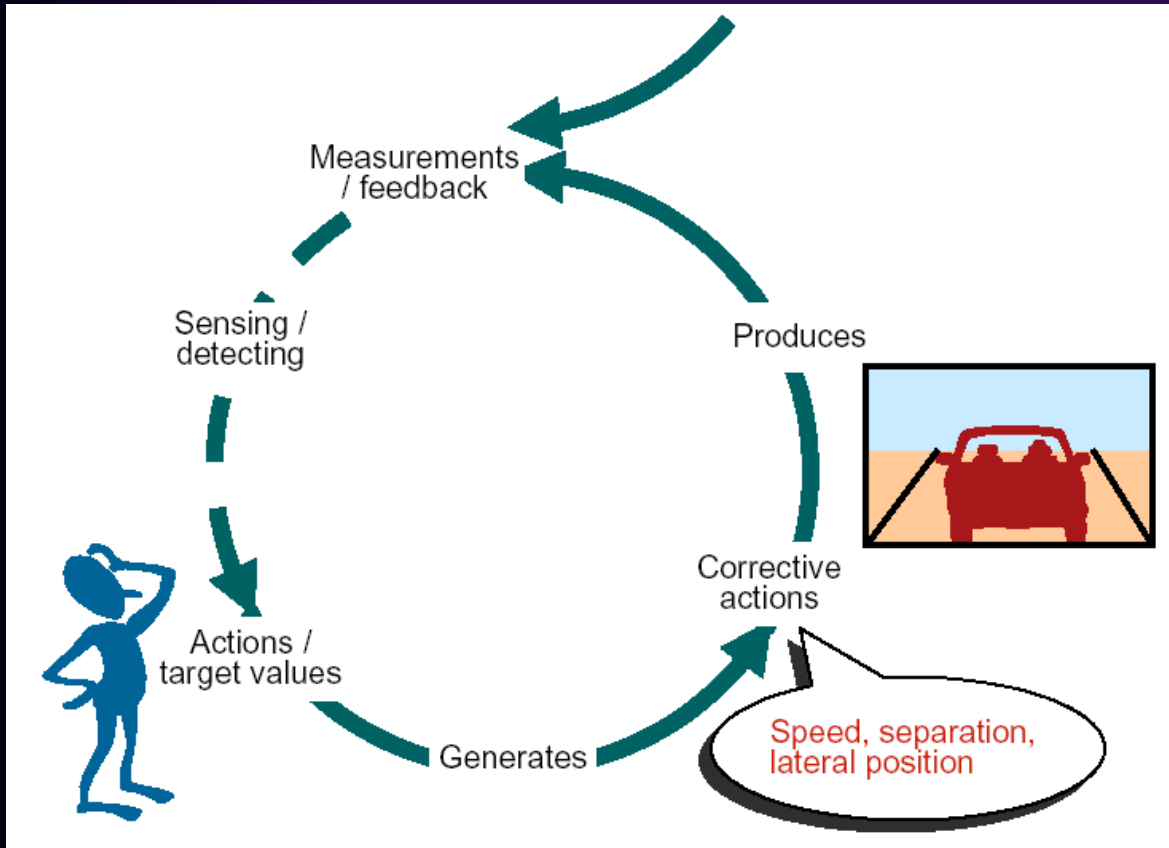 Measurements
/ feedback
Sensing /
detecting
Produces
Corrective
actions
Actions /
target values
Generates
Speed, separation,
lateral position